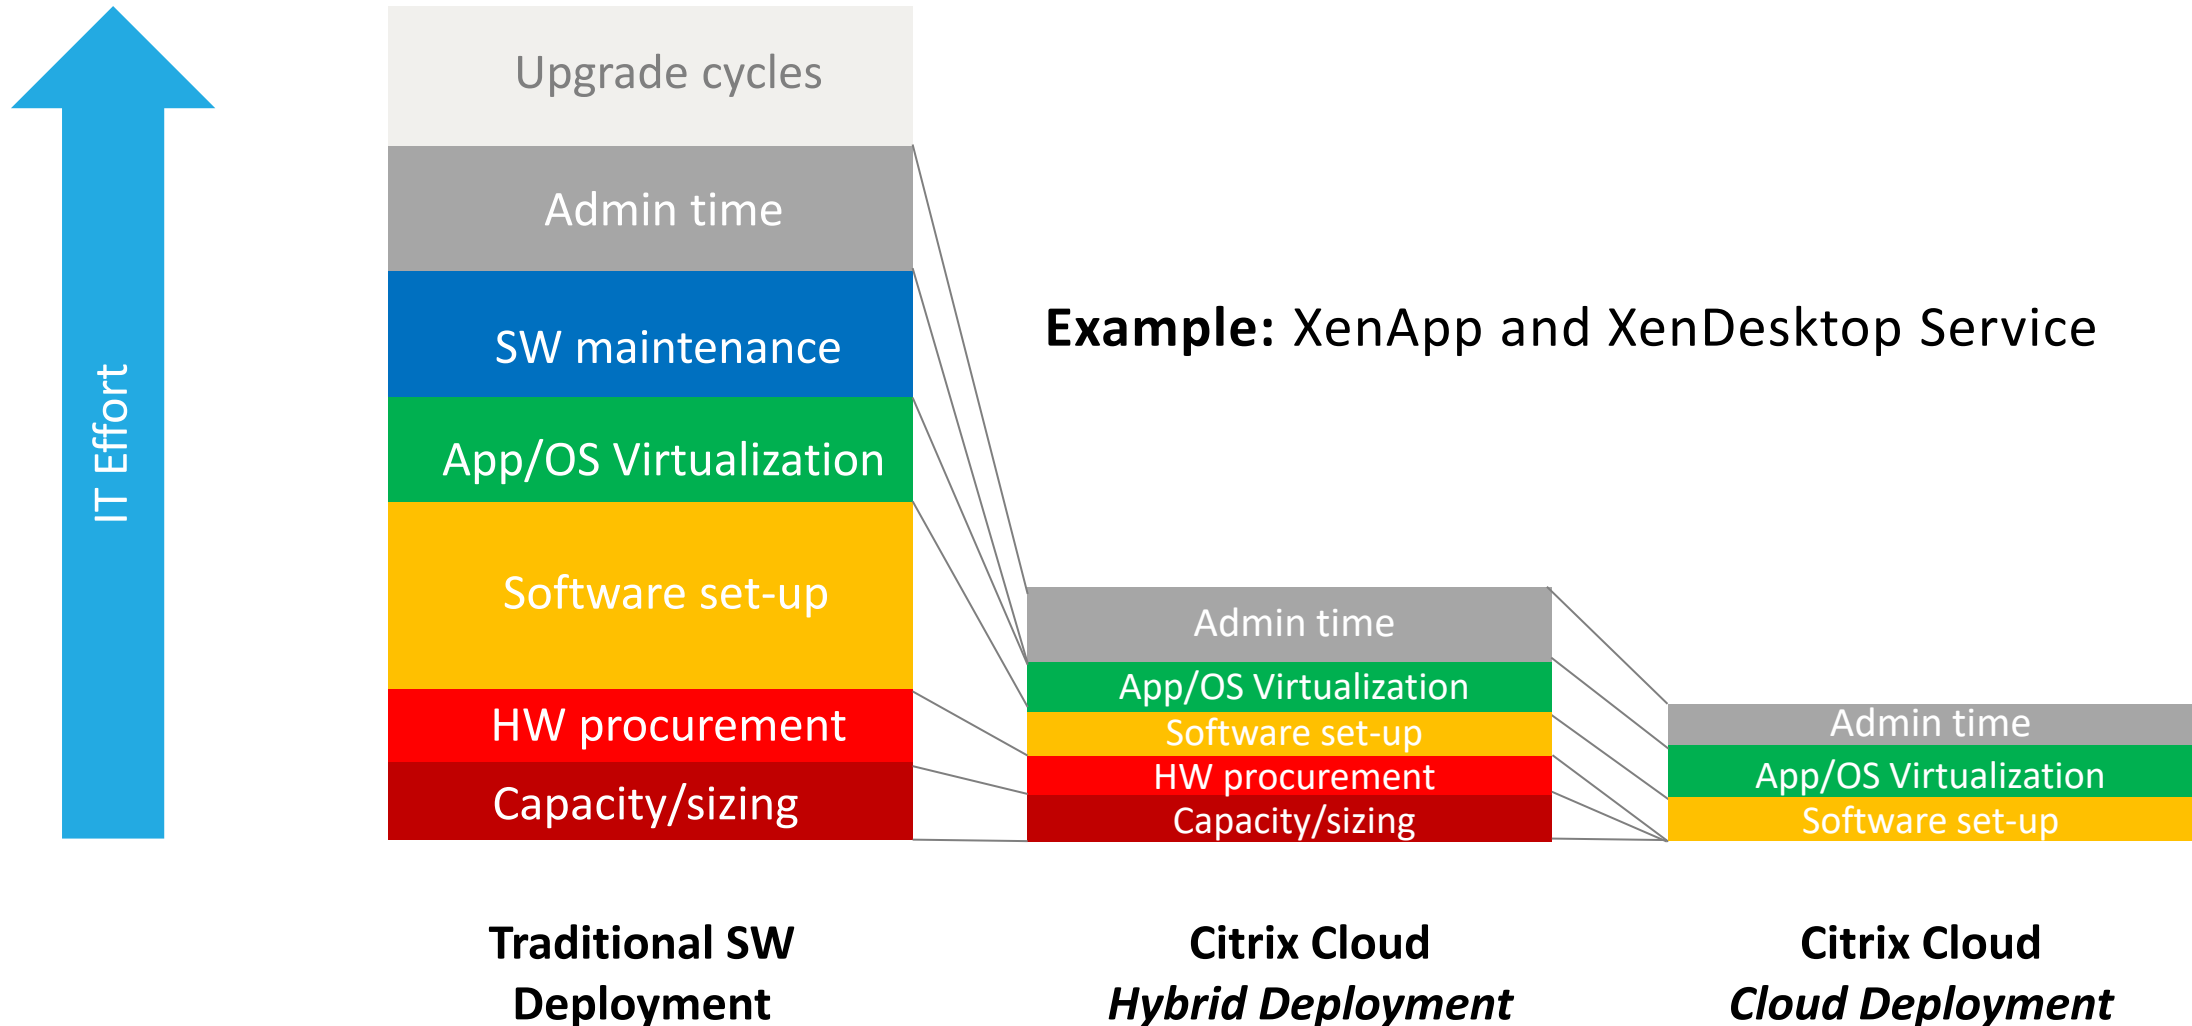 IT Effort
Upgrade cycles
Admin time
SW maintenance
App/OS Virtualization
Software set-up
HW procurement
Capacity/sizing
Traditional SW
Deployment
Example: XenApp and XenDesktop Service
Admin time
App/OS Virtualization
Software set-up
HW procurement
Capacity/sizing
Citrix Cloud
Hybrid Deployment
Admin time
App/OS Virtualization
Software set-up
Citrix Cloud
Cloud Deployment